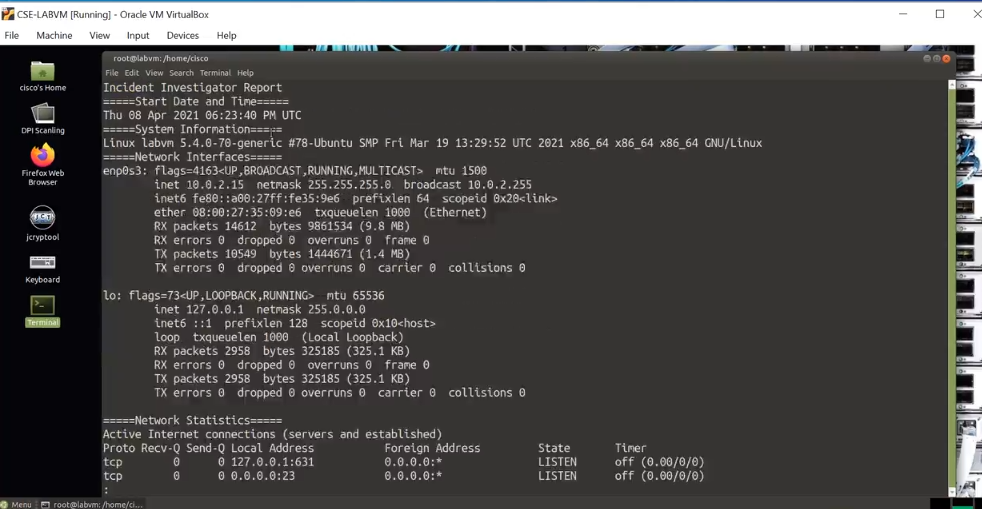 CSE-LABVM [Running] - Oracle VM VirtualBox
File Machine View Input Devices Help
root@labvm: /home/cisco
File Edit View Search Terminal Help
cisco's Home
DPI Scanling
Firefox Web
Browser
jcryptool
Keyboard
Terminal
Incident Investigator Report
=====Start Date and Time=====
Thu 08 Apr 2021 06:23:40 PM UTC
=====System Information=====
Linux labvm 5.4.0-70-generic #78-Ubuntu SMP Fri Mar 19 13:29:52 UTC 2021 x86_64 x86_64 x86_64 GNU/Linux
=====Network Interfaces=====
enp0s3: flags=4163<UP,BROADCAST,RUNNING,MULTICAST> mtu 1500
inet 10.0.2.15 netmask 255.255.255.0 broadcast 10.0.2.255
inet6 fe80::a00:27ff:fe35:9e6 prefixlen 64 scopeid 0x20<link>
ether 08:00:27:35:09:e6 txqueuelen 1000 (Ethernet)
RX packets 14612 bytes 9861534 (9.8 MB)
RX errors 0 dropped 0 overruns 0 frame 0
TX packets 10549 bytes 1444671 (1.4 MB)
TX errors 0 dropped 0 overruns 0 carrier 0 collisions 0
lo: flags=73<UP,LOOPBACK,RUNNING> mtu 65536
inet 127.0.0.1 netmask 255.0.0.0
inet6 ::1 prefixlen 128 scopeid 0x10<host>
loop txqueuelen 1000 (Local Loopback)
RX packets 2958 bytes 325185 (325.1 KB)
RX errors 0 dropped 0 overruns 0 frame 0
TX packets 2958 bytes 325185 (325.1 KB)
TX errors 0 dropped 0 overruns 0 carrier 0 collisions 0
=====Network Statistics=====
Active Internet connections (servers and established)
Proto Recv-Q Send-Q Local Address Foreign Address State Timer
tcp 0 0 127.0.0.1:631 0.0.0.0:* LISTEN off (0.00/0/0)
tcp 0 0 0.0.0.0:23 0.0.0.0:* LISTEN off (0.00/0/0)
:
Menu root@labvm: /home/ci...